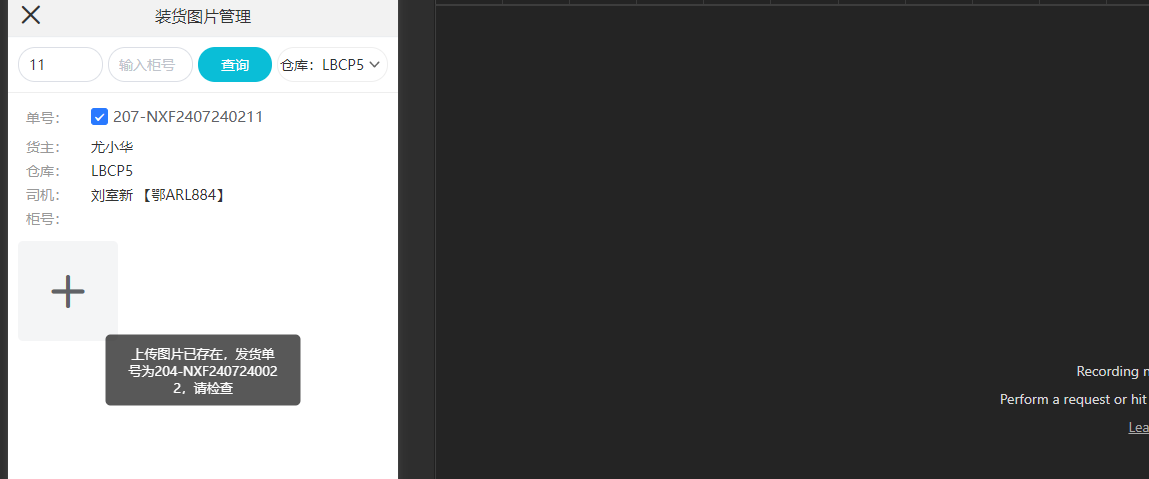 装货图片管理
11 输入柜号 查询 仓库：LBCP5
单号： 207-NXF2407240211
货主： 尤小华
仓库： LBCP5
司机： 刘室新 【鄂ARL884】
柜号：
上传图片已存在，发货单
号为204-NXF240724002
2，请检查
Recording
Perform a request or hit